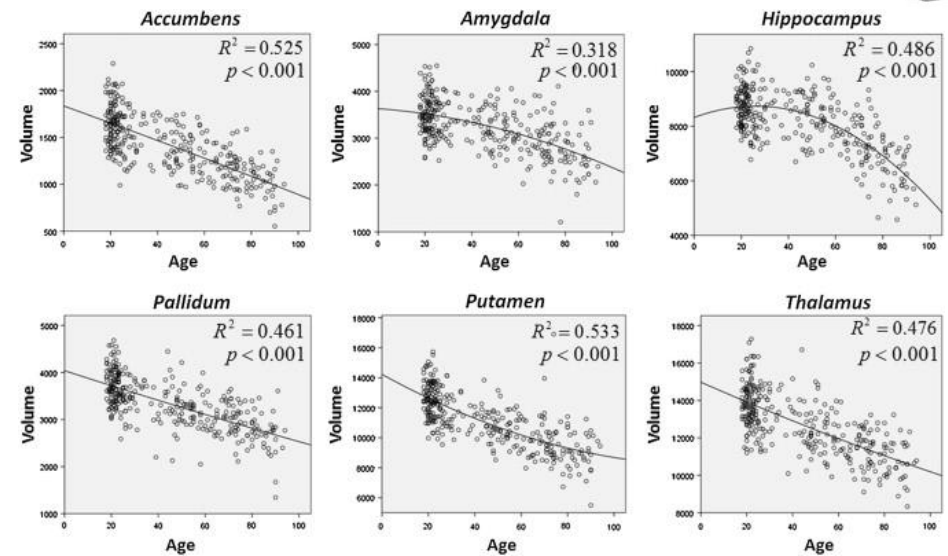 Accumbens
R² = 0.525
p < 0.001
Volume
2500
2000
1500
1000
500
0 20 40 60 80 100
Age
Amygdala
R² = 0.318
p < 0.001
Volume
5000
4000
3000
2000
1000
0 20 40 60 80 100
Age
Hippocampus
R² = 0.486
p < 0.001
Volume
10000
8000
6000
4000
0 20 40 60 80 100
Age
Pallidum
R² = 0.461
p < 0.001
Volume
5000
4000
3000
2000
1000
0 20 40 60 80 100
Age
Putamen
R² = 0.533
p < 0.001
Volume
18000
16000
14000
12000
10000
8000
6000
0 20 40 60 80 100
Age
Thalamus
R² = 0.476
p < 0.001
Volume
18000
16000
14000
12000
10000
8000
0 20 40 60 80 100
Age